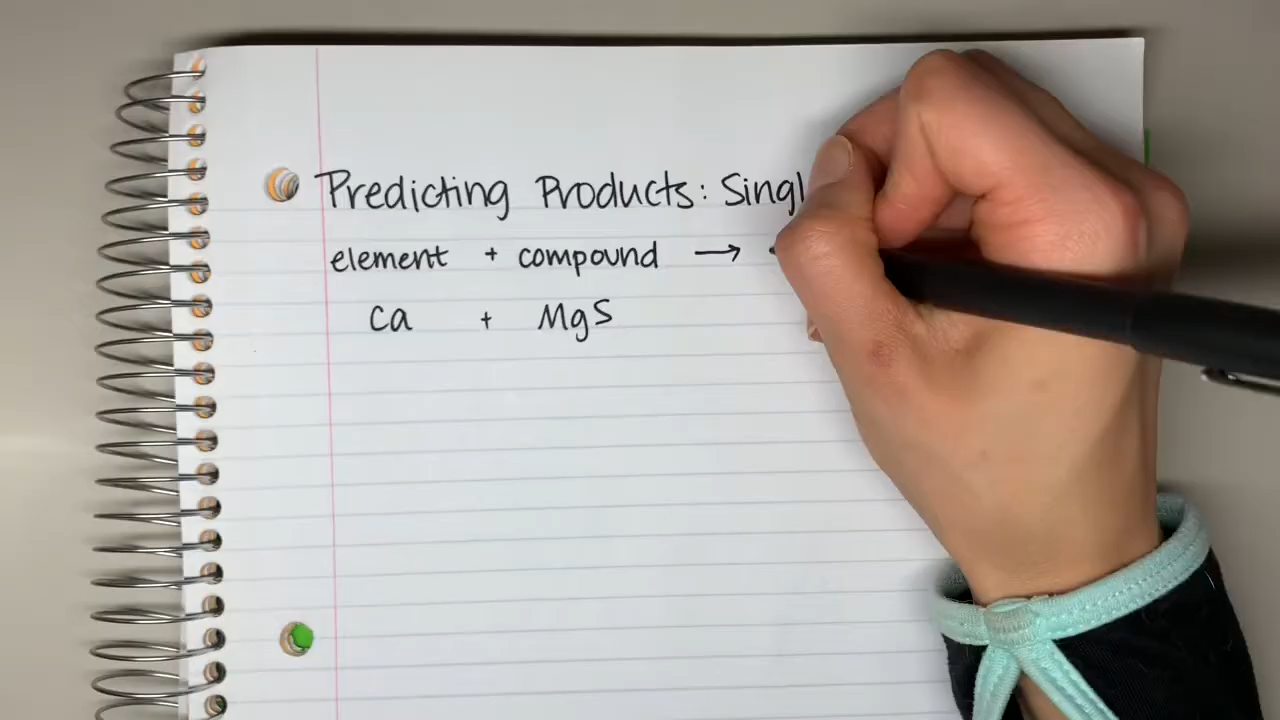 Predicting Products: Singl
element + compound →
Ca + MgS